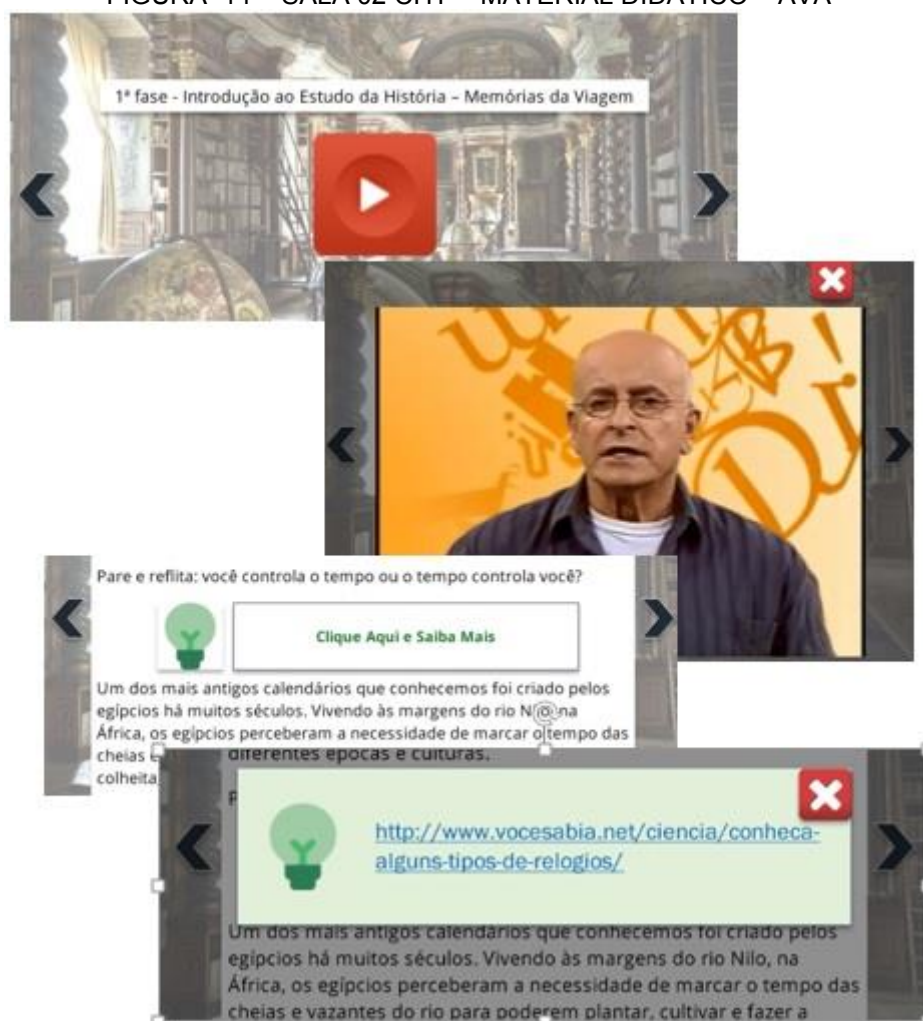 1ª fase - Introdução ao Estudo da História – Memórias da Viagem
Pare e reflita: você controla o tempo ou o tempo controla você?
Clique Aqui e Saiba Mais
Um dos mais antigos calendários que conhecemos foi criado pelos
egípcios há muitos séculos. Vivendo às margens do rio Nilo, na
África, os egípcios perceberam a necessidade de marcar o tempo das
cheias e
colheita,
diferentes épocas e culturas.
P
http://www.vocesabia.net/ciencia/conheca-
alguns-tipos-de-relogios/
Um dos mais antigos calendários que conhecemos foi criado pelos
egípcios há muitos séculos. Vivendo às margens do rio Nilo, na
África, os egípcios perceberam a necessidade de marcar o tempo das
cheias e vazantes do rio para poderem plantar, cultivar e fazer a